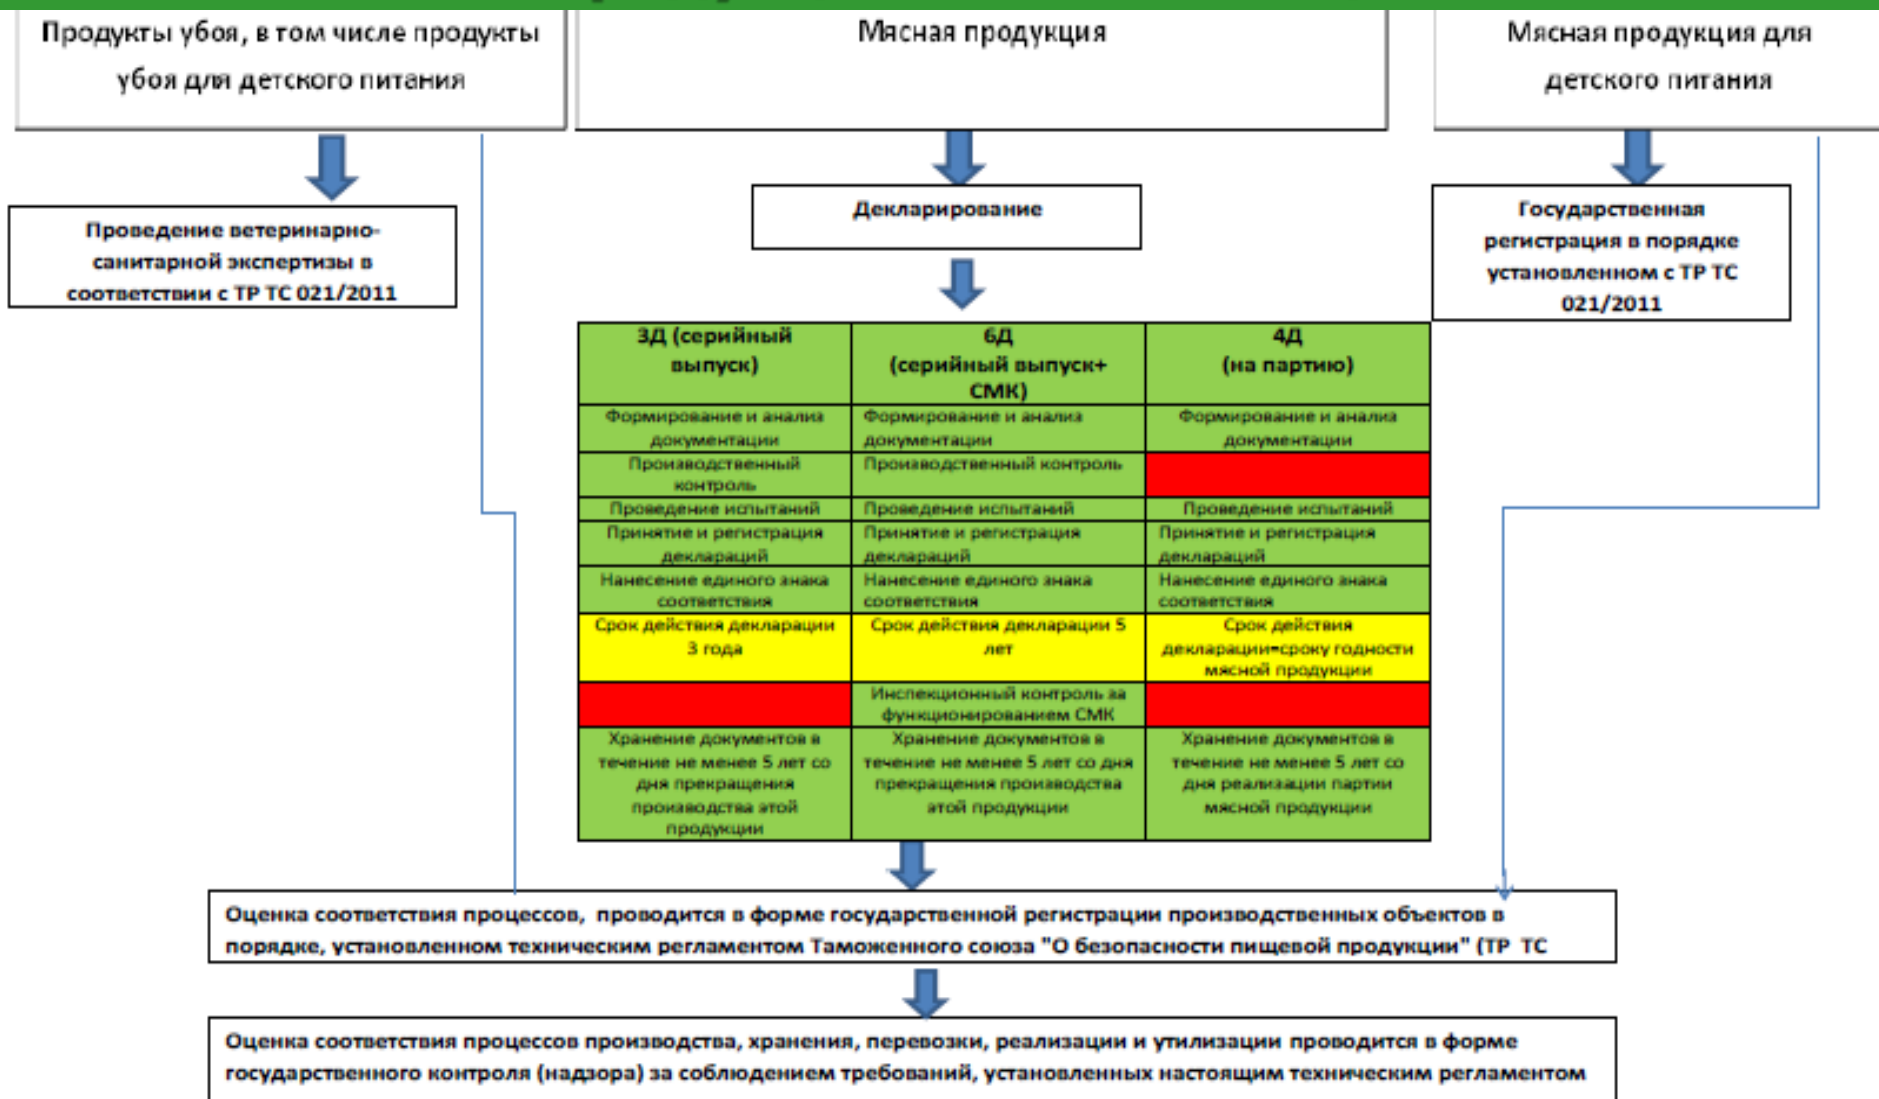 Продукты убоя, в том числе продукты
убоя для детского питания
Мясная продукция
Мясная продукция для
детского питания
Проведение ветеринарно-
санитарной экспертизы в
соответствии с ТР ТС 021/2011
Декларирование
Государственная
регистрация в порядке
установленном с ТР ТС
021/2011
3Д (серийный
выпуск)
6Д
(серийный выпуск+
СМК)
4Д
(на партию)
Формирование и анализ
документации
Формирование и анализ
документации
Формирование и анализ
документации
Производственный
контроль
Производственный контроль
Проведение испытаний
Проведение испытаний
Проведение испытаний
Принятие и регистрация
деклараций
Принятие и регистрация
деклараций
Принятие и регистрация
деклараций
Нанесение единого знака
соответствия
Нанесение единого знака
соответствия
Нанесение единого знака
соответствия
Срок действия декларации
3 года
Срок действия декларации 5
лет
Срок действия
декларации=сроку годности
мясной продукции
Инспекционный контроль за
функционированием СМК
Хранение документов в
течение не менее 5 лет со
дня прекращения
производства этой
продукции
Хранение документов в
течение не менее 5 лет со дня
прекращения производства
этой продукции
Хранение документов в
течение не менее 5 лет со
дня реализации партии
мясной продукции
Оценка соответствия процессов, проводится в форме государственной регистрации производственных объектов в
порядке, установленном техническим регламентом Таможенного союза "О безопасности пищевой продукции" (ТР ТС
Оценка соответствия процессов производства, хранения, перевозки, реализации и утилизации проводится в форме
государственного контроля (надзора) за соблюдением требований, установленных настоящим техническим регламентом